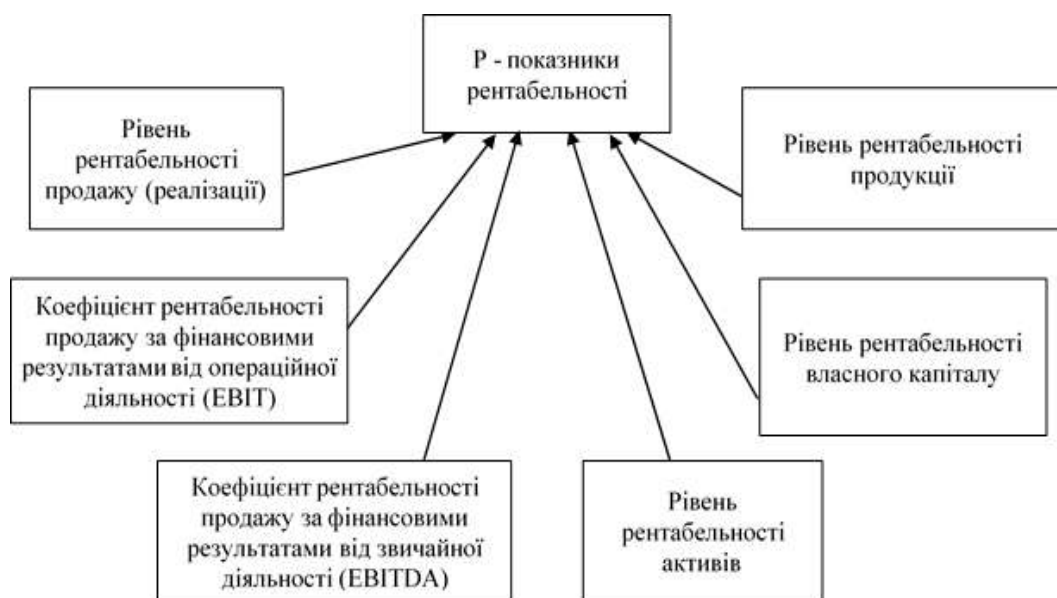 Р - показники
рентабельності
Рівень
рентабельності
продажу (реалізації)
Рівень рентабельності
продукції
Коефіцієнт рентабельності
продажу за фінансовими
результатами від операційної
діяльності (EBIT)
Рівень рентабельності
власного капіталу
Коефіцієнт рентабельності
продажу за фінансовими
результатами від звичайної
діяльності (EBITDA)
Рівень
рентабельності
активів